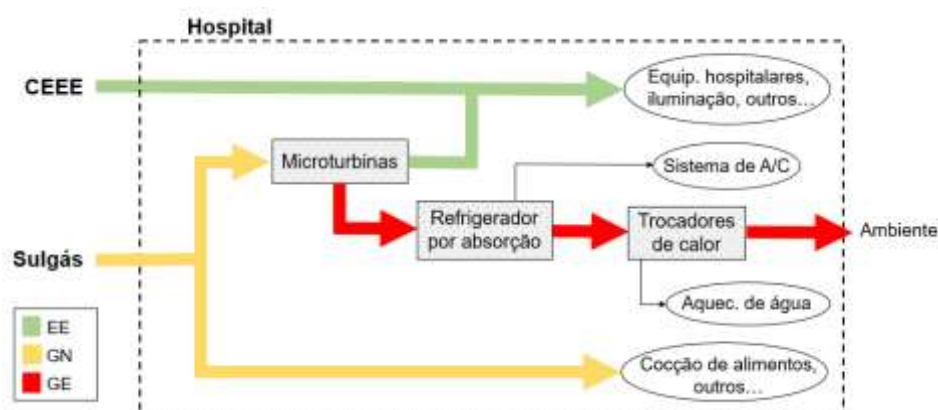 Hospital
CEEE
Equip. hospitalares,
iluminação, outros...
Microturbinas
Sistema de A/C
Refrigerador
por absorção
Trocadores
de calor
Ambiente
Sulgás
Aquec. de água
EE
GN
GE
Cocção de alimentos,
outros...